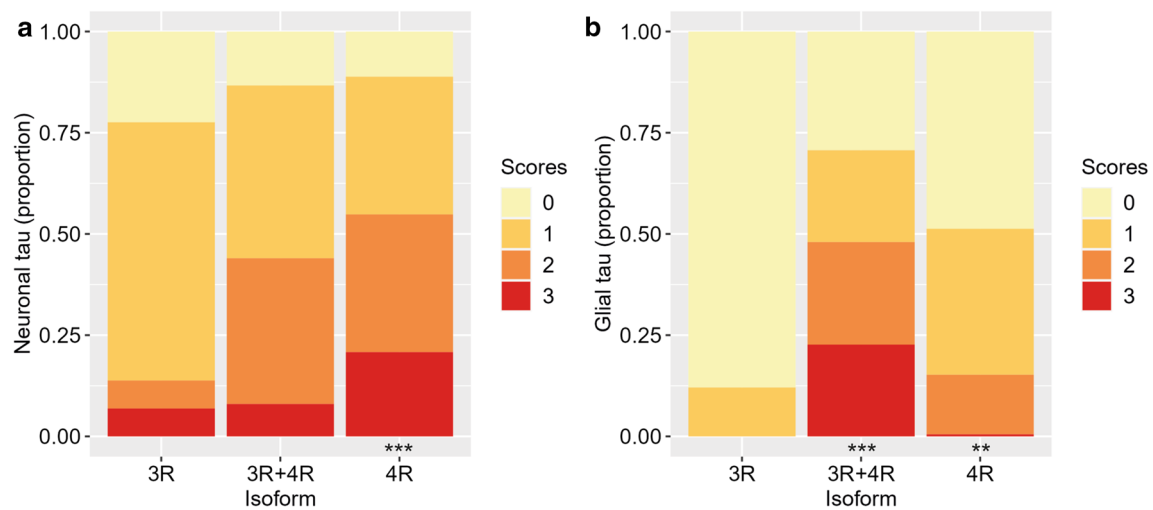 a
Neuronal tau (proportion)
1.00
0.75
0.50
0.25
0.00
***
3R
3R+4R
4R
Isoform
Scores
0
1
2
3
b
Glial tau (proportion)
1.00
0.75
0.50
0.25
0.00
***
**
3R
3R+4R
4R
Isoform
Scores
0
1
2
3